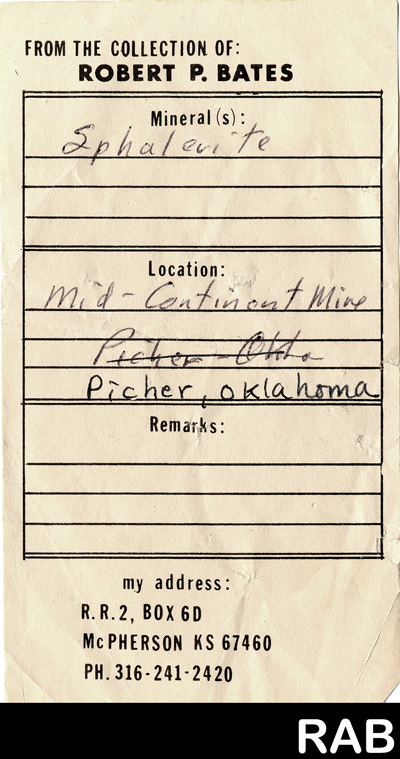 FROM THE COLLECTION OF:
ROBERT P. BATES
Mineral(s):
Sphalerite
Location:
Mid-Continent Mine
Picher - Okla
Picher, oklahoma
Remarks:
my address:
R.R.2, BOX 6D
McPHERSON KS 67460
PH. 316-241-2420
RAB